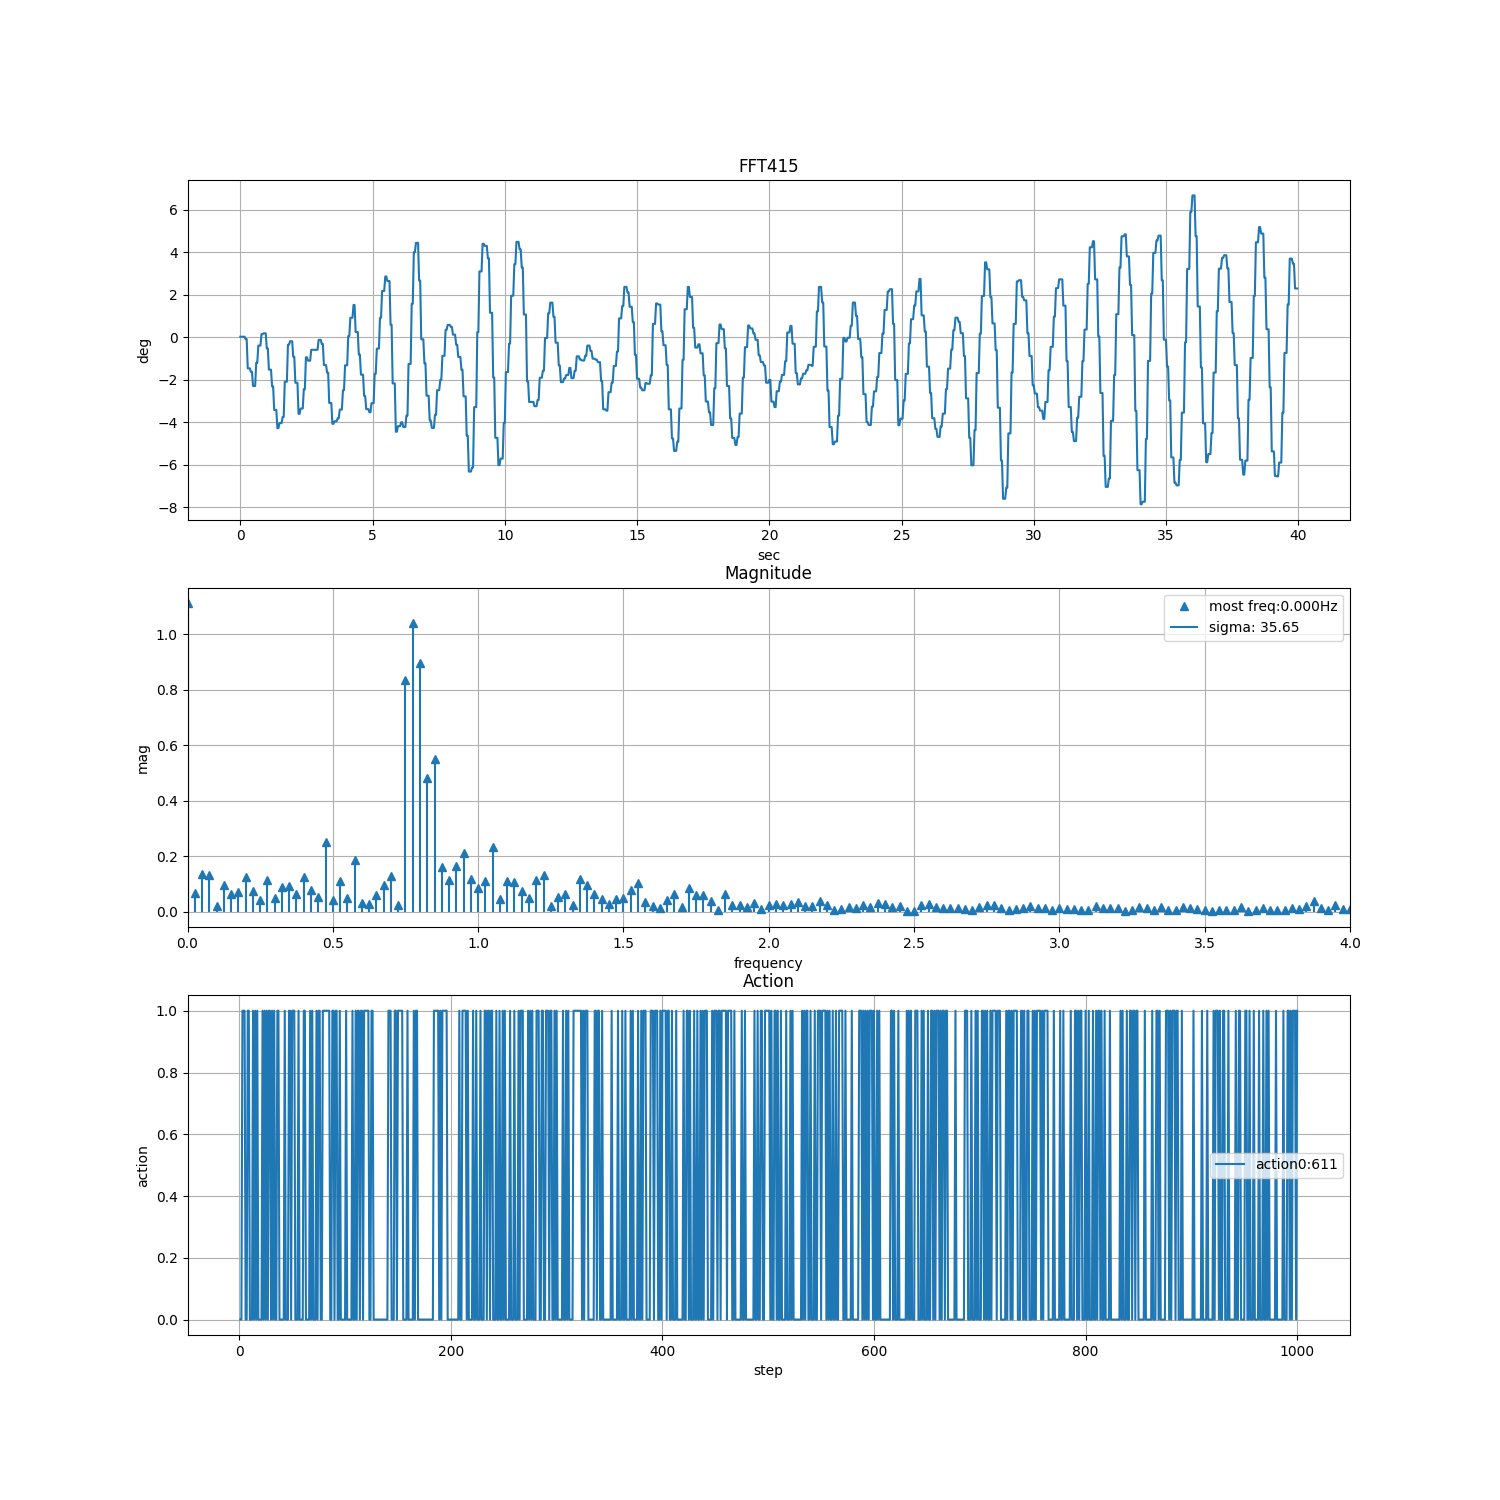 FFT415
6
4
2
0
−2
−4
−6
−8
deg
0 5 10 15 20 25 30 35 40
sec
Magnitude
most freq:0.000Hz
sigma: 35.65
1.0
0.8
0.6
0.4
0.2
0.0
mag
0.0 0.5 1.0 1.5 2.0 2.5 3.0 3.5 4.0
frequency
Action
1.0
0.8
0.6
0.4
0.2
0.0
action
action0:611
0 200 400 600 800 1000
step